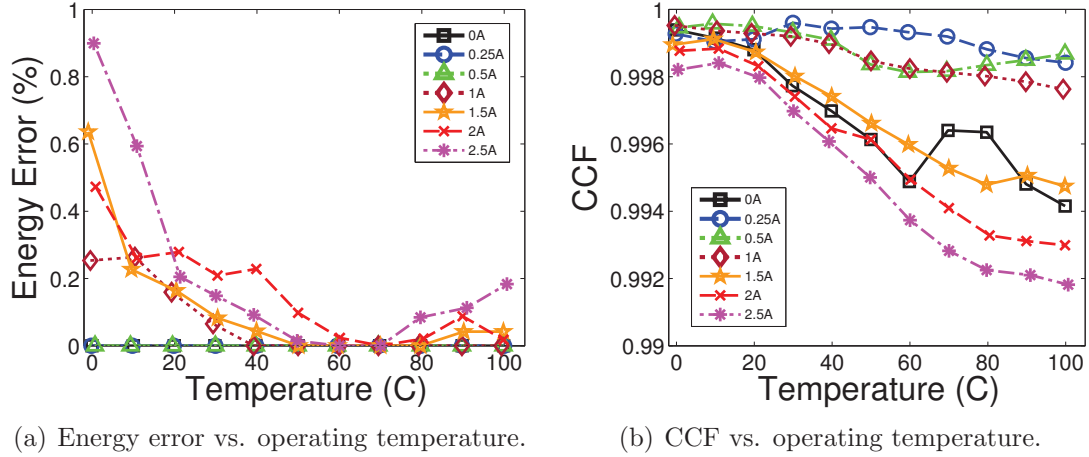 1
0.8
0.6
0.4
0.2
0
Energy Error (%)
0A
0.25A
0.5A
1A
1.5A
2A
2.5A
0 20 40 60 80 100
Temperature (C)
(a) Energy error vs. operating temperature.
1
0.998
0.996
0.994
0.992
0.99
CCF
0A
0.25A
0.5A
1A
1.5A
2A
2.5A
0 20 40 60 80 100
Temperature (C)
(b) CCF vs. operating temperature.